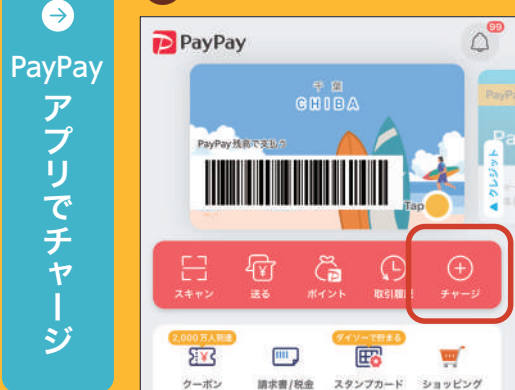 PayPay
アプリでチャージ
PayPay
99
千葉
CHIBA
PayPay残高で支払う
Tap
PayPa
▲ クレジット
スキャン
送る
ポイント
取引履歴
チャージ
2,000万人到達
ダイソーで貯まる
クーポン
請求書/税金
スタンプカード
ショッピング